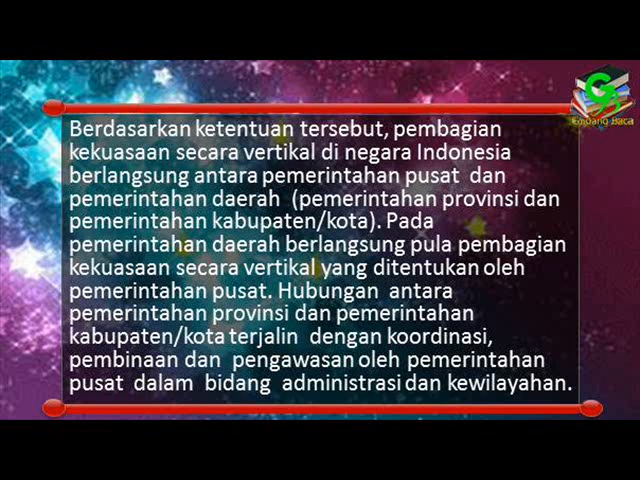 Berdasarkan ketentuan tersebut, pembagian
kekuasaan secara vertikal di negara Indonesia
berlangsung antara pemerintahan pusat dan
pemerintahan daerah (pemerintahan provinsi dan
pemerintahan kabupaten/kota). Pada
pemerintahan daerah berlangsung pula pembagian
kekuasaan secara vertikal yang ditentukan oleh
pemerintahan pusat. Hubungan antara
pemerintahan provinsi dan pemerintahan
kabupaten/kota terjalin dengan koordinasi,
pembinaan dan pengawasan oleh pemerintahan
pusat dalam bidang administrasi dan kewilayahan.
Gudang Baca